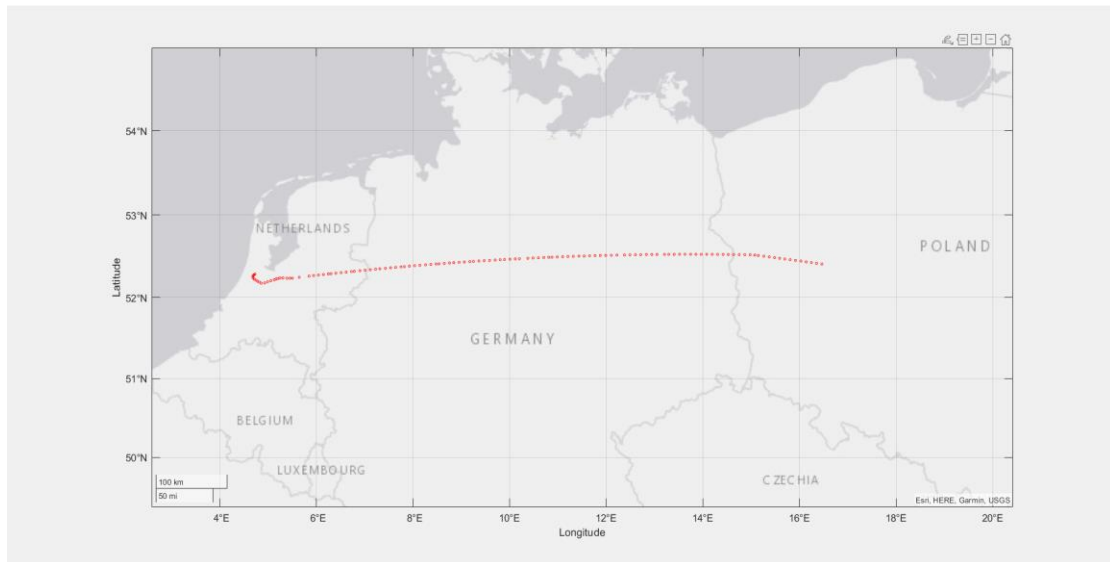 54°N
53°N
NETHERLANDS
POLAND
Latitude
52°N
GERMANY
51°N
BELGIUM
50°N
LUXEMBOURG
CZECHIA
100 km
50 mi
Esri, HERE, Garmin, USGS
4°E 6°E 8°E 10°E 12°E 14°E 16°E 18°E 20°E
Longitude